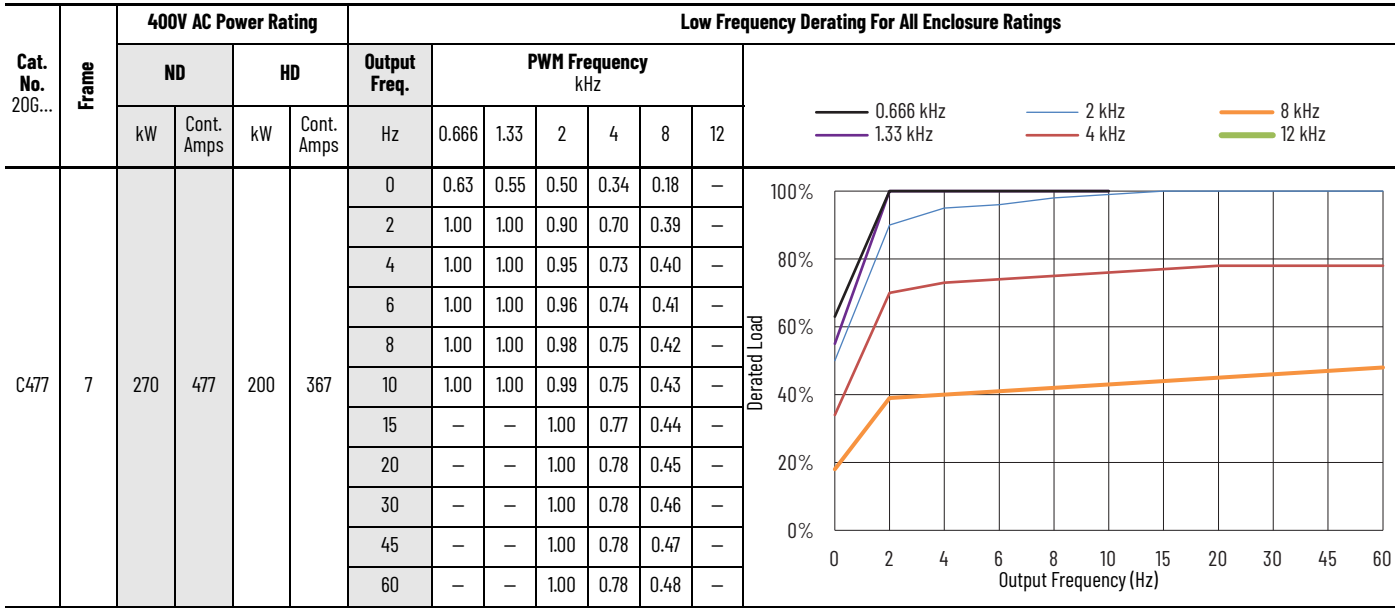 400V AC Power Rating Low Frequency Derating For All Enclosure Ratings
Cat. No. 20G... Frame ND HD Output Freq. PWM Frequency kHz
kW Cont. Amps kW Cont. Amps Hz 0.666 1.33 2 4 8 12
0.666 kHz 2 kHz 8 kHz
1.33 kHz 4 kHz 12 kHz
C477 7 270 477 200 367
0 0.63 0.55 0.50 0.34 0.18 –
2 1.00 1.00 0.90 0.70 0.39 –
4 1.00 1.00 0.95 0.73 0.40 –
6 1.00 1.00 0.96 0.74 0.41 –
8 1.00 1.00 0.98 0.75 0.42 –
10 1.00 1.00 0.99 0.75 0.43 –
15 – – 1.00 0.77 0.44 –
20 – – 1.00 0.78 0.45 –
30 – – 1.00 0.78 0.46 –
45 – – 1.00 0.78 0.47 –
60 – – 1.00 0.78 0.48 –
Derated Load
100%
80%
60%
40%
20%
0%
0 2 4 6 8 10 15 20 30 45 60
Output Frequency (Hz)